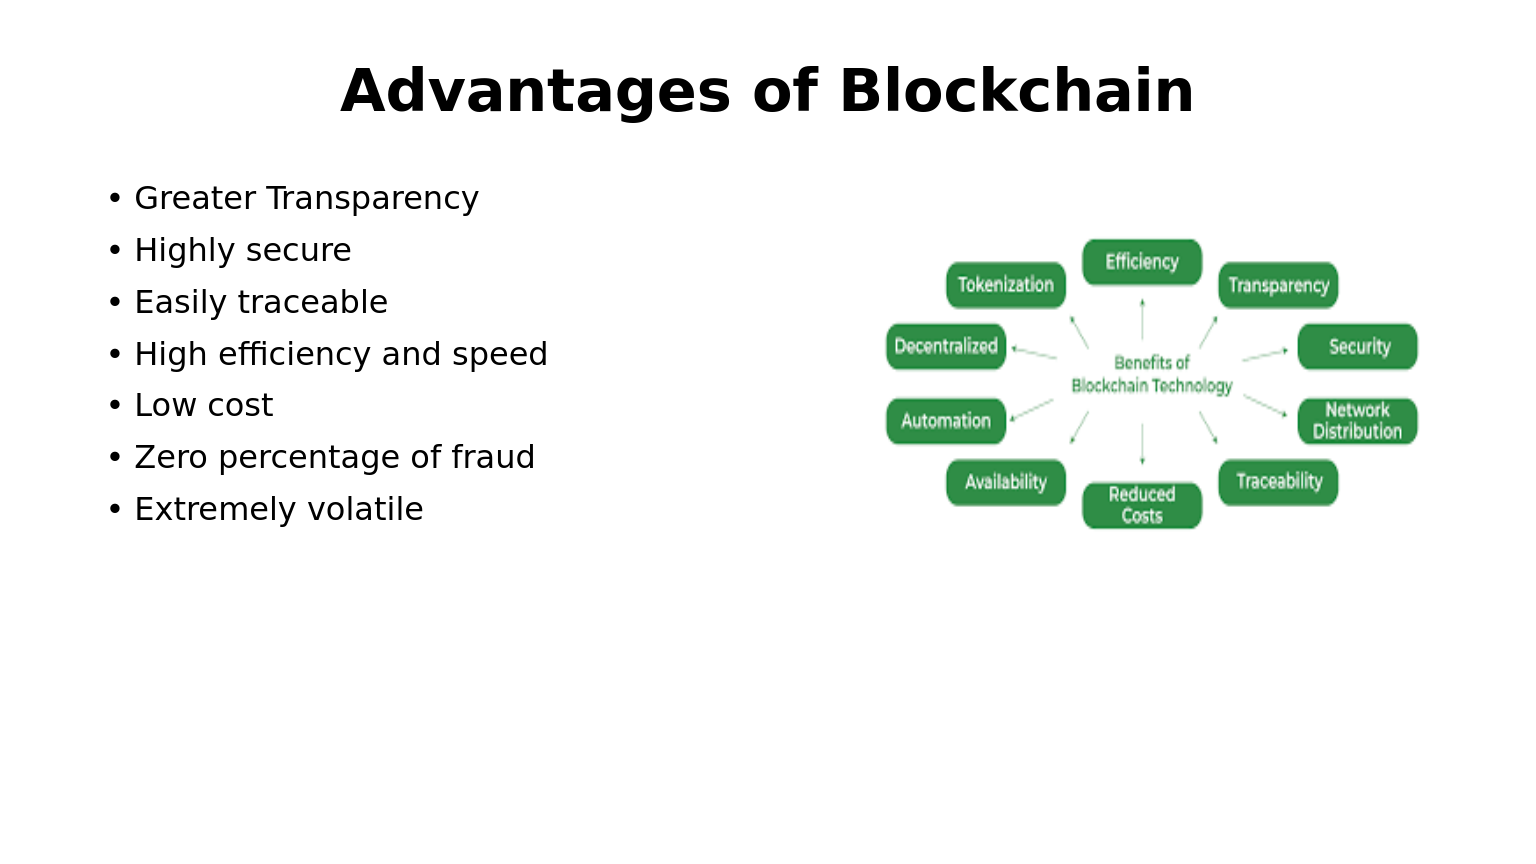 Advantages of Blockchain
• Greater Transparency
• Highly secure
• Easily traceable
• High efficiency and speed
• Low cost
• Zero percentage of fraud
• Extremely volatile
Efficiency
Tokenization
Transparency
Decentralized
Security
Benefits of
Blockchain Technology
Automation
Network
Distribution
Availability
Traceability
Reduced
Costs